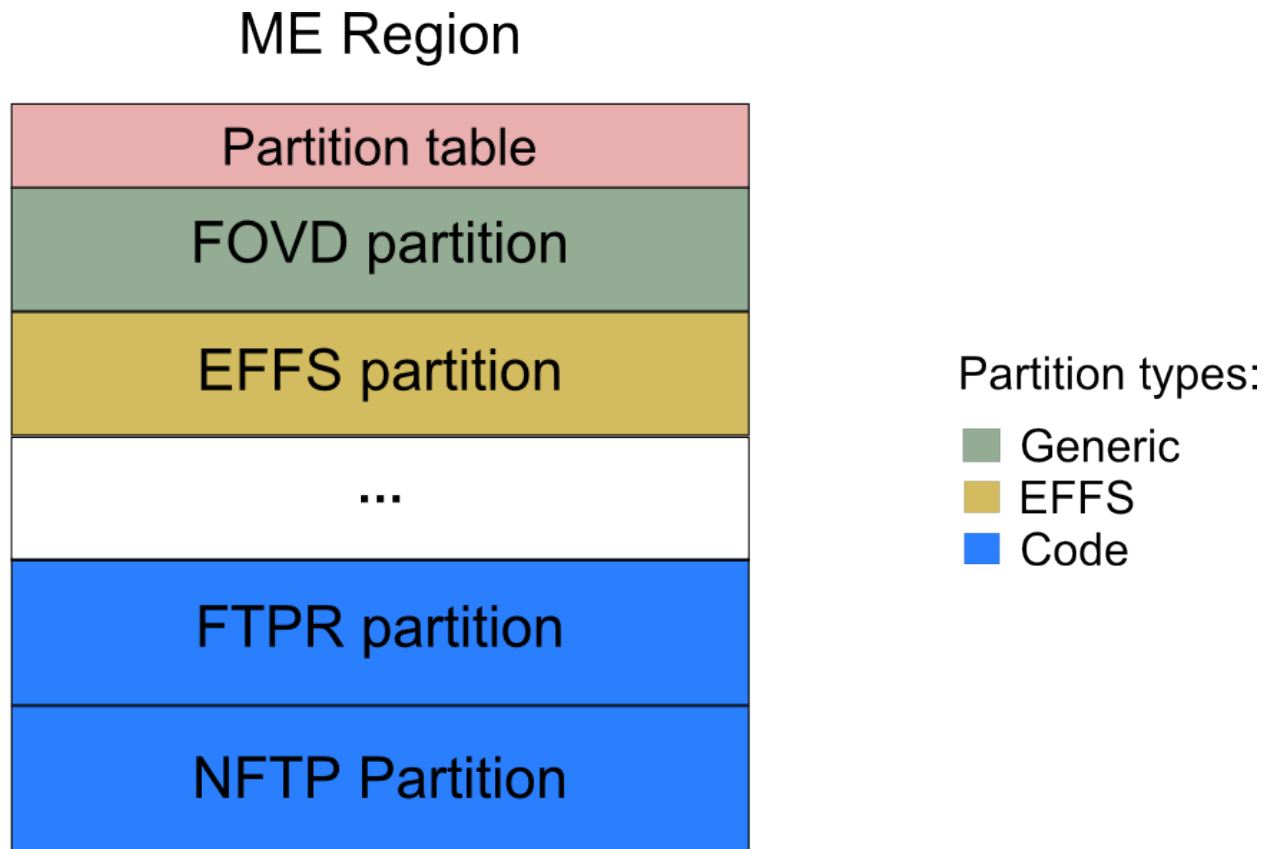 ME Region
Partition table
FOVD partition
EFFS partition
...
FTPR partition
NFTP Partition
Partition types:
Generic
EFFS
Code